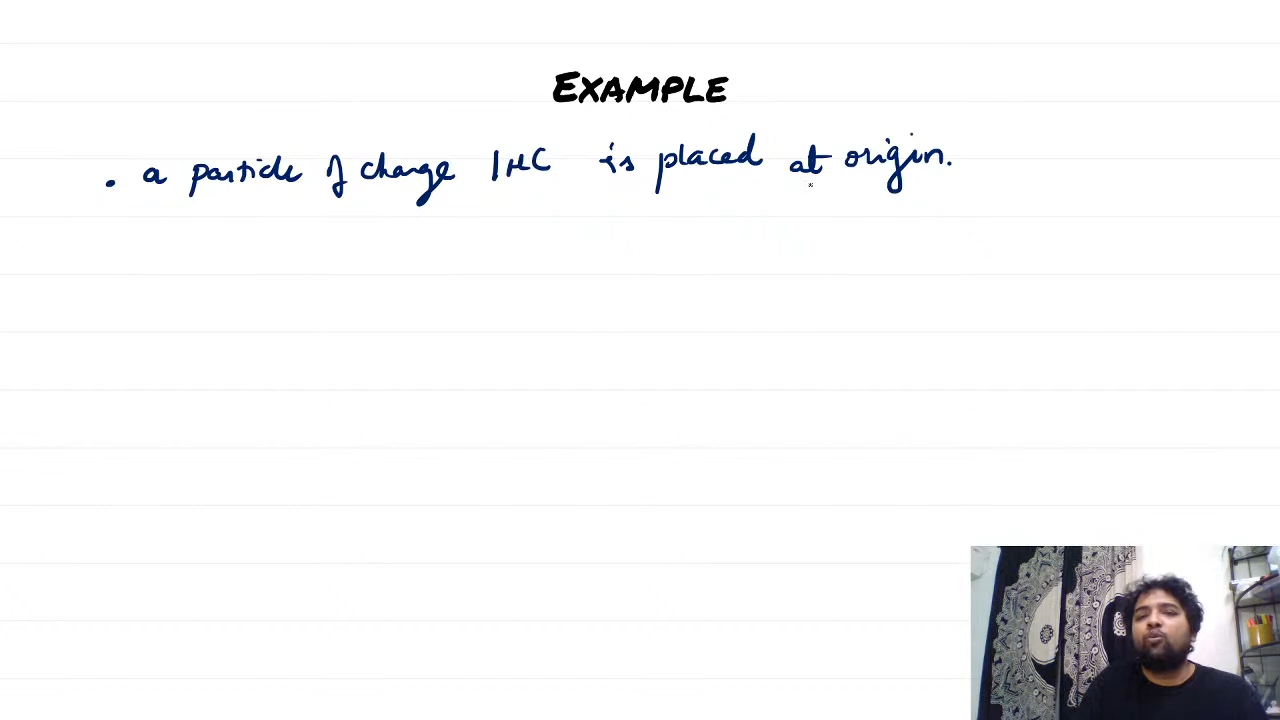 EXAMPLE
. a particle of charge 1μC is placed at origin.